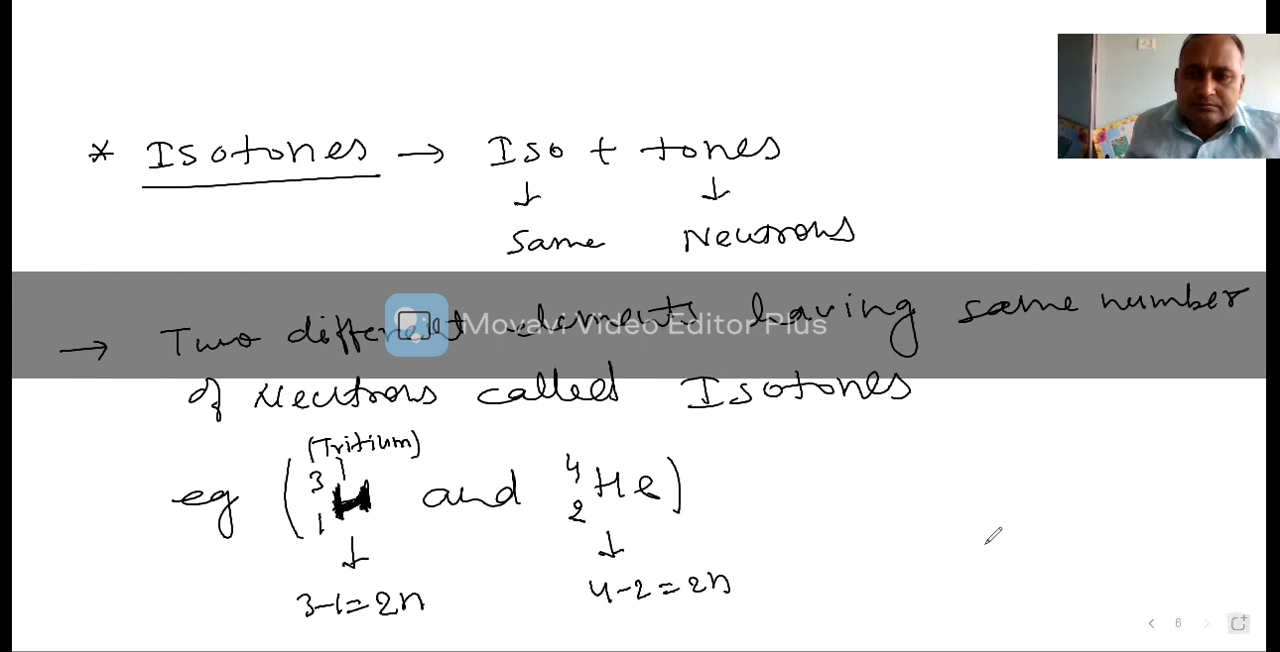 * Isotones → Iso + tones
↓ ↓
Same Neutrons
→ Two different elements having same number
Movavi Video Editor Plus
of Neutrons called Isotones
(Tritium)
eg (³₁H and ⁴₂He)
↓ ↓
3-1=2n 4-2=2n
< 6 >